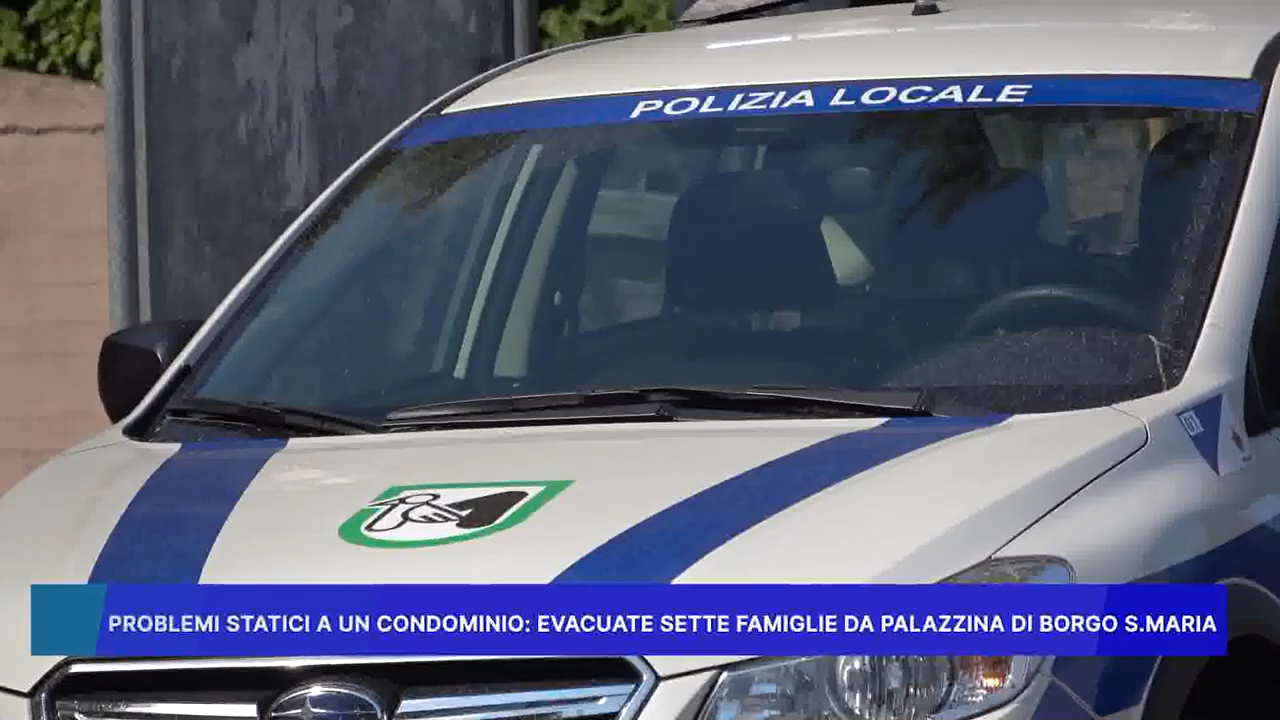 POLIZIA LOCALE
PROBLEMI STATICI A UN CONDOMINIO: EVACUATE SETTE FAMIGLIE DA PALAZZINA DI BORGO S.MARIA